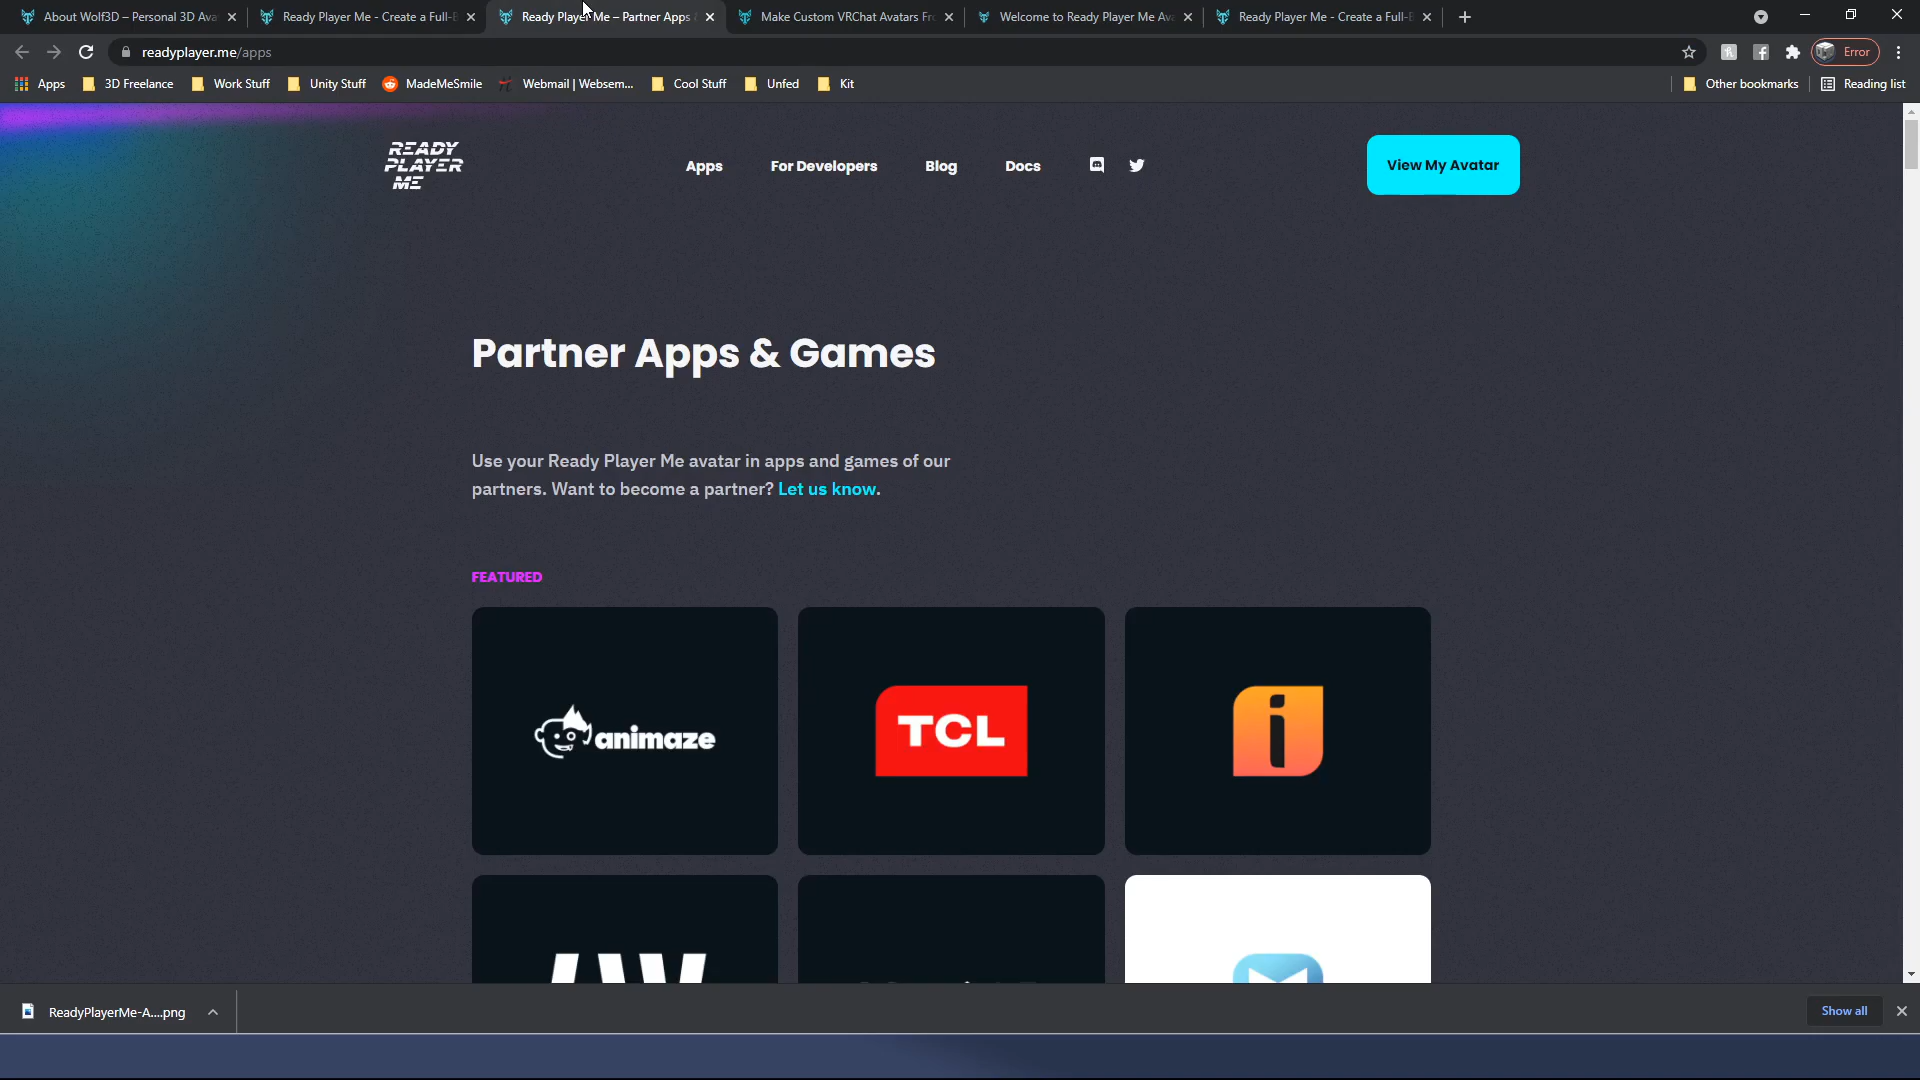 About Wolf3D – Personal 3D Ava
Ready Player Me - Create a Full-B
Ready Player Me – Partner Apps
Make Custom VRChat Avatars Fr
Welcome to Ready Player Me Ava
Ready Player Me - Create a Full-B
readyplayer.me/apps
Error
Apps
3D Freelance
Work Stuff
Unity Stuff
MadeMeSmile
Webmail | Websem...
Cool Stuff
Unfed
Kit
Other bookmarks
Reading list
READY
PLAYER
ME
Apps
For Developers
Blog
Docs
View My Avatar
Partner Apps & Games
Use your Ready Player Me avatar in apps and games of our
partners. Want to become a partner? Let us know.
FEATURED
animaze
TCL
i
ReadyPlayerMe-A....png
Show all